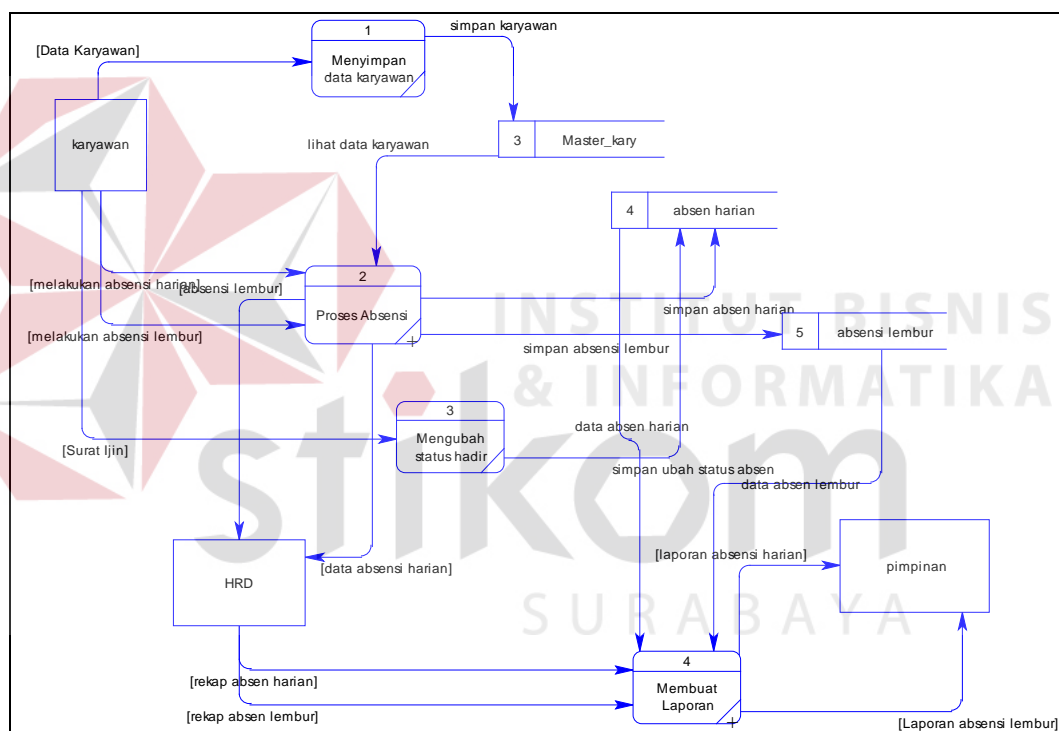 1
simpan karyawan
[Data Karyawan]
Menyimpan
data karyawan
karyawan
lihat data karyawan
3
Master_kary
4
absen harian
2
[melakukan absensi harian]
[absensi lembur]
Proses Absensi
simpan absen harian
[melakukan absensi lembur]
simpan absensi lembur
5
absensi lembur
INSTITUT BISNIS
& INFORMATIKA
3
Mengubah
status hadir
data absen harian
[Surat Ijin]
simpan ubah status absen
data absen lembur
stikom
SURABAYA
[laporan absensi harian]
[data absensi harian]
HRD
pimpinan
4
Membuat
Laporan
[rekap absen harian]
[rekap absen lembur]
[Laporan absensi lembur]